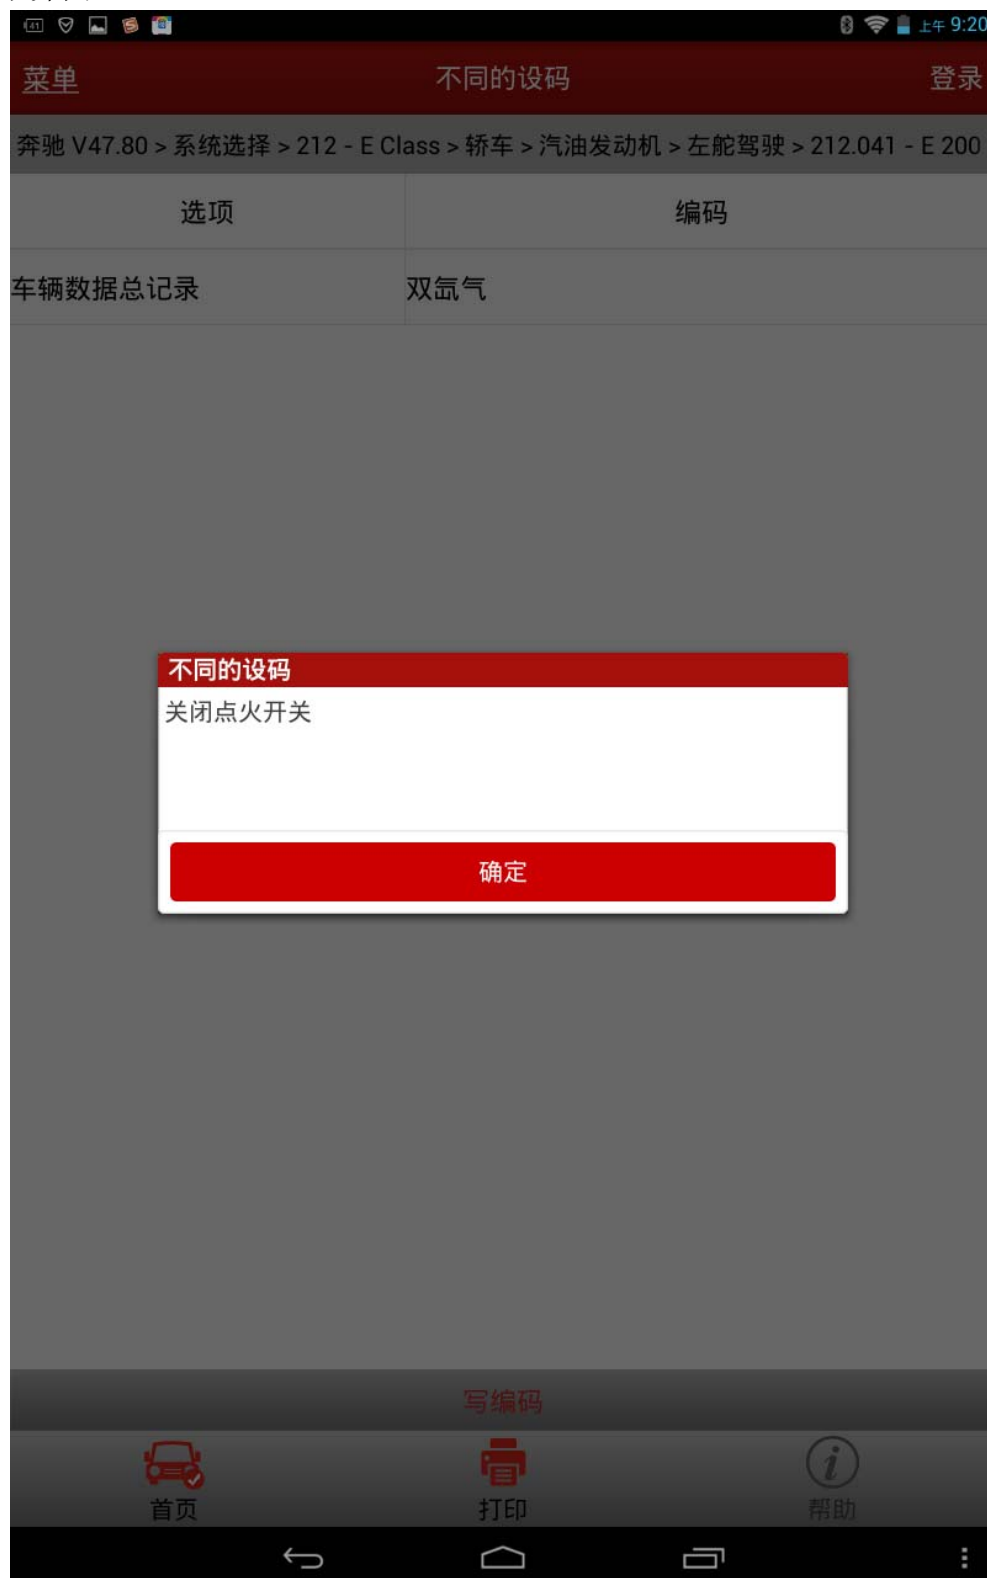 41
上午 9:20
菜单
不同的设码
登录
奔驰 V47.80 > 系统选择 > 212 - E Class > 轿车 > 汽油发动机 > 左舵驾驶 > 212.041 - E 200
选项
编码
车辆数据总记录
双氙气
不同的设码
关闭点火开关
确定
写编码
首页
打印
帮助